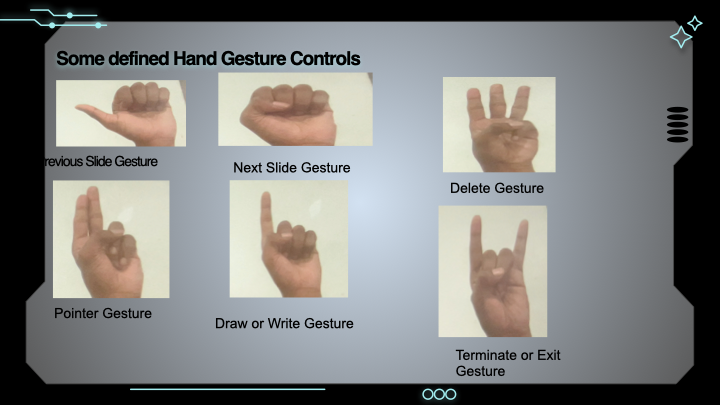 Some defined Hand Gesture Controls
revious Slide Gesture
Next Slide Gesture
Delete Gesture
Pointer Gesture
Draw or Write Gesture
Terminate or Exit
Gesture